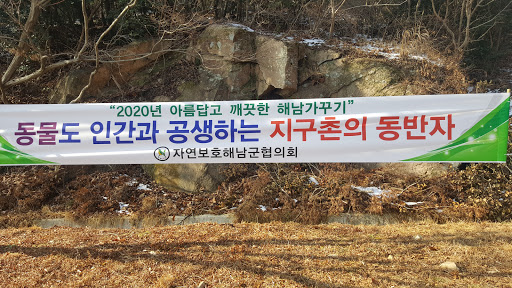 "2020년 아름답고 깨끗한 해남가꾸기"
동물도 인간과 공생하는 지구촌의 동반자
자연보호해남군협의회